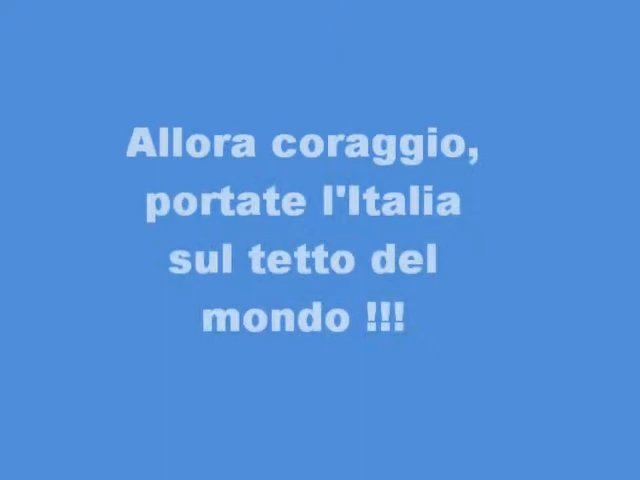 Allora coraggio,
portate l'Italia
sul tetto del
mondo !!!